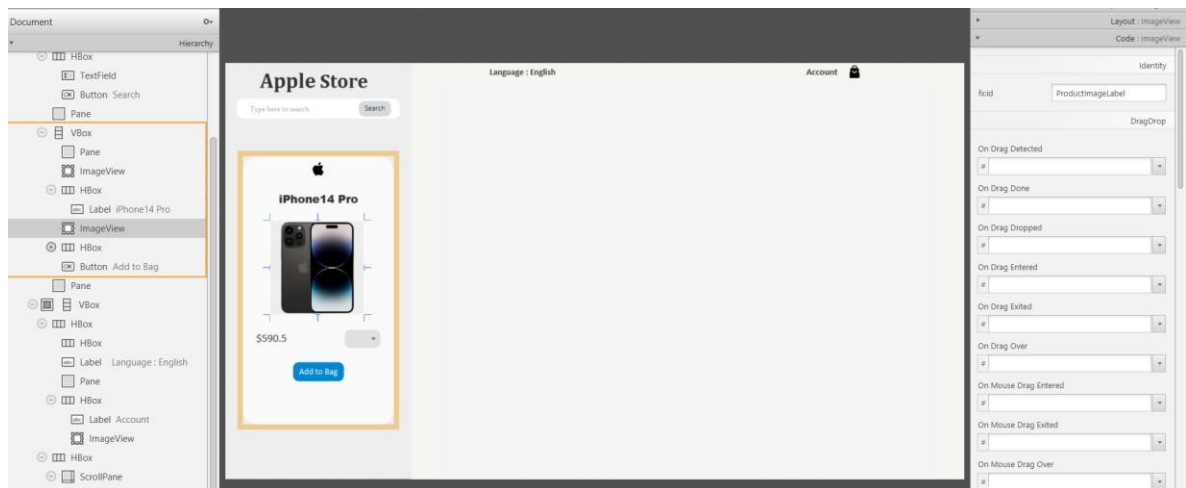 Document
Hierarchy
HBox
TextField
Button Search
Pane
VBox
Pane
ImageView
HBox
Label iPhone14 Pro
ImageView
HBox
Button Add to Bag
Pane
VBox
HBox
HBox
Label Language : English
Pane
HBox
Label Account
ImageView
HBox
ScrollPane
Apple Store
Type here to search
Search
iPhone14 Pro
$590.5
Add to Bag
Language : English
Account
Layout : ImageView
Code : ImageView
Identity
fx:id
ProductImageLabel
DragDrop
On Drag Detected
#
On Drag Done
#
On Drag Dropped
#
On Drag Entered
#
On Drag Exited
#
On Drag Over
#
On Mouse Drag Entered
#
On Mouse Drag Exited
#
On Mouse Drag Over
#